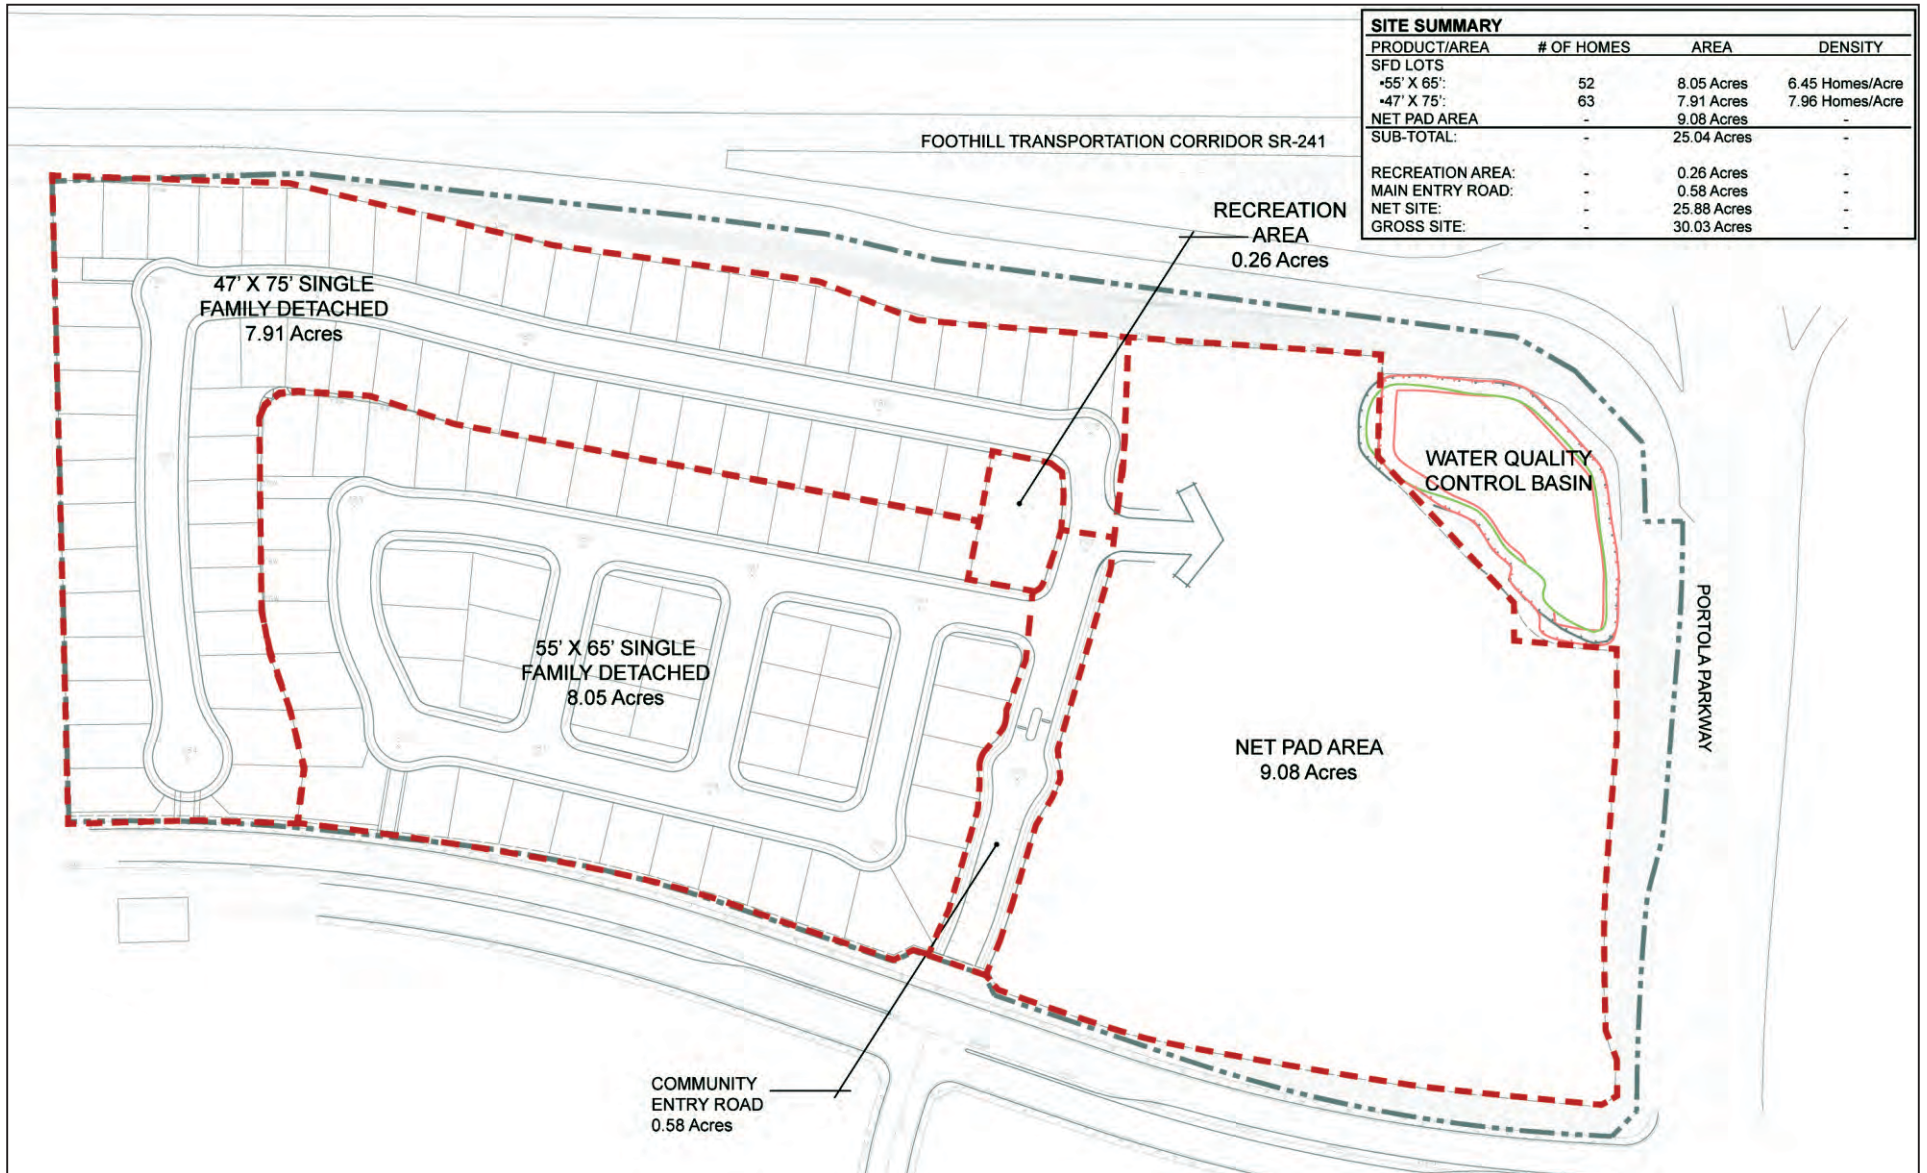 SITE SUMMARY
PRODUCT/AREA # OF HOMES AREA DENSITY
SFD LOTS
▪55' X 65': 52 8.05 Acres 6.45 Homes/Acre
▪47' X 75': 63 7.91 Acres 7.96 Homes/Acre
NET PAD AREA - 9.08 Acres -
SUB-TOTAL: - 25.04 Acres -
RECREATION AREA: - 0.26 Acres -
MAIN ENTRY ROAD: - 0.58 Acres -
NET SITE: - 25.88 Acres -
GROSS SITE: - 30.03 Acres -
FOOTHILL TRANSPORTATION CORRIDOR SR-241
RECREATION
AREA
0.26 Acres
47' X 75' SINGLE
FAMILY DETACHED
7.91 Acres
WATER QUALITY
CONTROL BASIN
55' X 65' SINGLE
FAMILY DETACHED
8.05 Acres
PORTOLA PARKWAY
NET PAD AREA
9.08 Acres
COMMUNITY
ENTRY ROAD
0.58 Acres